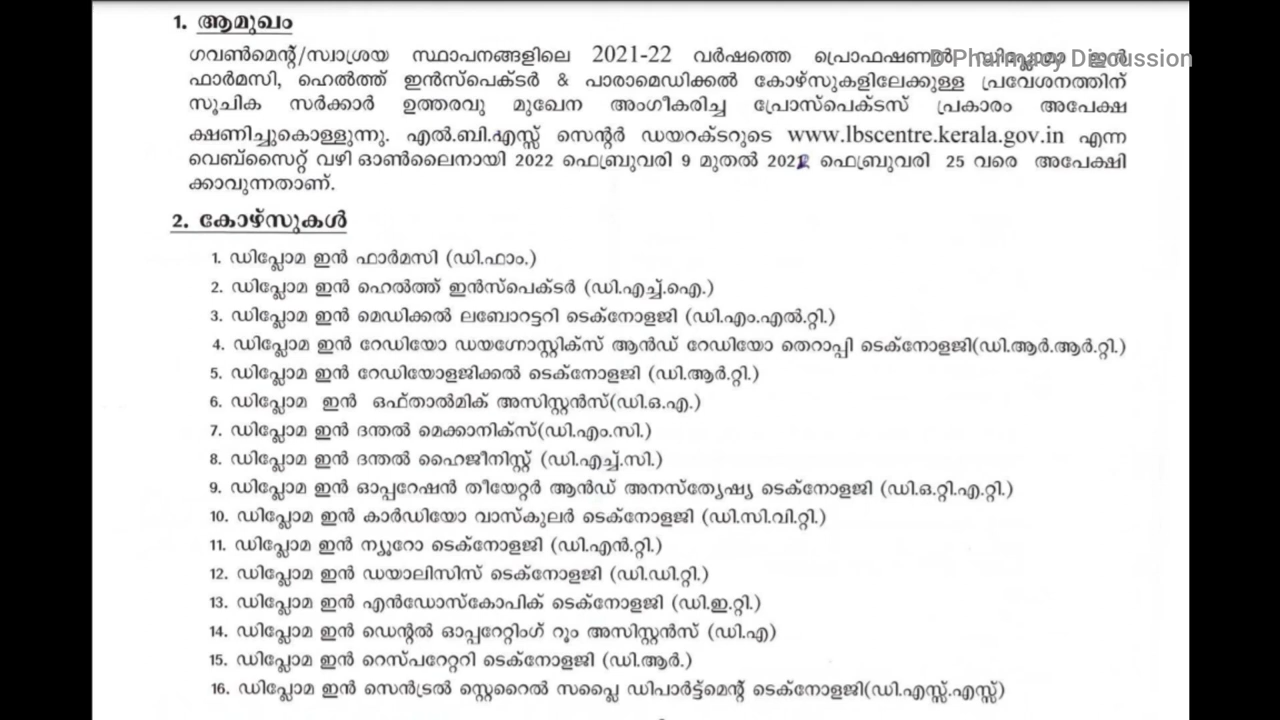 1. ആമുഖം
ഗവൺമെന്റ്/സ്വാശ്രയ സ്ഥാപനങ്ങളിലെ 2021-22 വർഷത്തെ പ്രൊഫഷണൽ ഡിപ്ലോമാ ഇൻ
D Pharmacy Discussion
ഫാർമസി, ഹെൽത്ത് ഇൻസ്പെക്ടർ & പാരാമെഡിക്കൽ കോഴ്സുകളിലേക്കുള്ള പ്രവേശനത്തിന്
സൂചിക സർക്കാർ ഉത്തരവു മുഖേന അംഗീകരിച്ച പ്രോസ്പെക്ടസ് പ്രകാരം അപേക്ഷ
ക്ഷണിച്ചുകൊള്ളുന്നു. എൽ.ബി.എസ്സ് സെന്റർ ഡയറക്ടറുടെ www.lbscentre.kerala.gov.in എന്ന
വെബ്സൈറ്റ് വഴി ഓൺലൈനായി 2022 ഫെബ്രുവരി 9 മുതൽ 2022 ഫെബ്രുവരി 25 വരെ അപേക്ഷി
ക്കാവുന്നതാണ്.
2. കോഴ്സുകൾ
1. ഡിപ്ലോമ ഇൻ ഫാർമസി (ഡി.ഫാം.)
2. ഡിപ്ലോമ ഇൻ ഹെൽത്ത് ഇൻസ്പെക്ടർ (ഡി.എച്ച്.ഐ.)
3. ഡിപ്ലോമ ഇൻ മെഡിക്കൽ ലബോറട്ടറി ടെക്നോളജി (ഡി.എം.എൽ.റ്റി.)
4. ഡിപ്ലോമ ഇൻ റേഡിയോ ഡയഗ്നോസ്റ്റിക്സ് ആൻഡ് റേഡിയോ തെറാപ്പി ടെക്നോളജി(ഡി.ആർ.ആർ.റ്റി.)
5. ഡിപ്ലോമ ഇൻ റേഡിയോളജിക്കൽ ടെക്നോളജി (ഡി.ആർ.റ്റി.)
6. ഡിപ്ലോമ ഇൻ ഒഫ്താൽമിക് അസിസ്റ്റൻസ്(ഡി.ഒ.എ.)
7. ഡിപ്ലോമ ഇൻ ദന്തൽ മെക്കാനിക്സ്(ഡി.എം.സി.)
8. ഡിപ്ലോമ ഇൻ ദന്തൽ ഹൈജീനിസ്റ്റ് (ഡി.എച്ച്.സി.)
9. ഡിപ്ലോമ ഇൻ ഓപ്പറേഷൻ തീയേറ്റർ ആൻഡ് അനസ്തേഷ്യ ടെക്നോളജി (ഡി.ഒ.റ്റി.എ.റ്റി.)
10. ഡിപ്ലോമ ഇൻ കാർഡിയോ വാസ്കുലർ ടെക്നോളജി (ഡി.സി.വി.റ്റി.)
11. ഡിപ്ലോമ ഇൻ ന്യൂറോ ടെക്നോളജി (ഡി.എൻ.റ്റി.)
12. ഡിപ്ലോമ ഇൻ ഡയാലിസിസ് ടെക്നോളജി (ഡി.ഡി.റ്റി.)
13. ഡിപ്ലോമ ഇൻ എൻഡോസ്കോപിക് ടെക്നോളജി (ഡി.ഇ.റ്റി.)
14. ഡിപ്ലോമ ഇൻ ഡെന്റൽ ഓപ്പറേറ്റിംഗ് റൂം അസിസ്റ്റൻസ് (ഡി.എ)
15. ഡിപ്ലോമ ഇൻ റെസ്പറേറ്ററി ടെക്നോളജി (ഡി.ആർ.)
16. ഡിപ്ലോമ ഇൻ സെൻട്രൽ സ്റ്റെറൈൽ സപ്ലൈ ഡിപാർട്ട്മെന്റ് ടെക്നോളജി(ഡി.എസ്സ്.എസ്സ്)